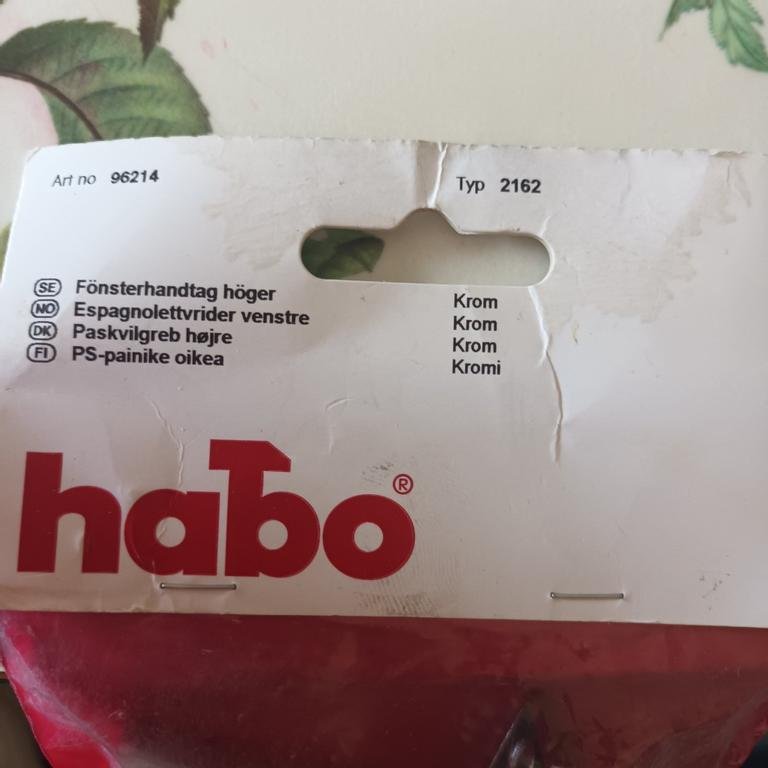 Art no 96214 Typ 2162
SE Fönsterhandtag höger Krom
NO Espagnolettvrider venstre Krom
DK Paskvilgreb højre Krom
FI PS-painike oikea Kromi
habo®